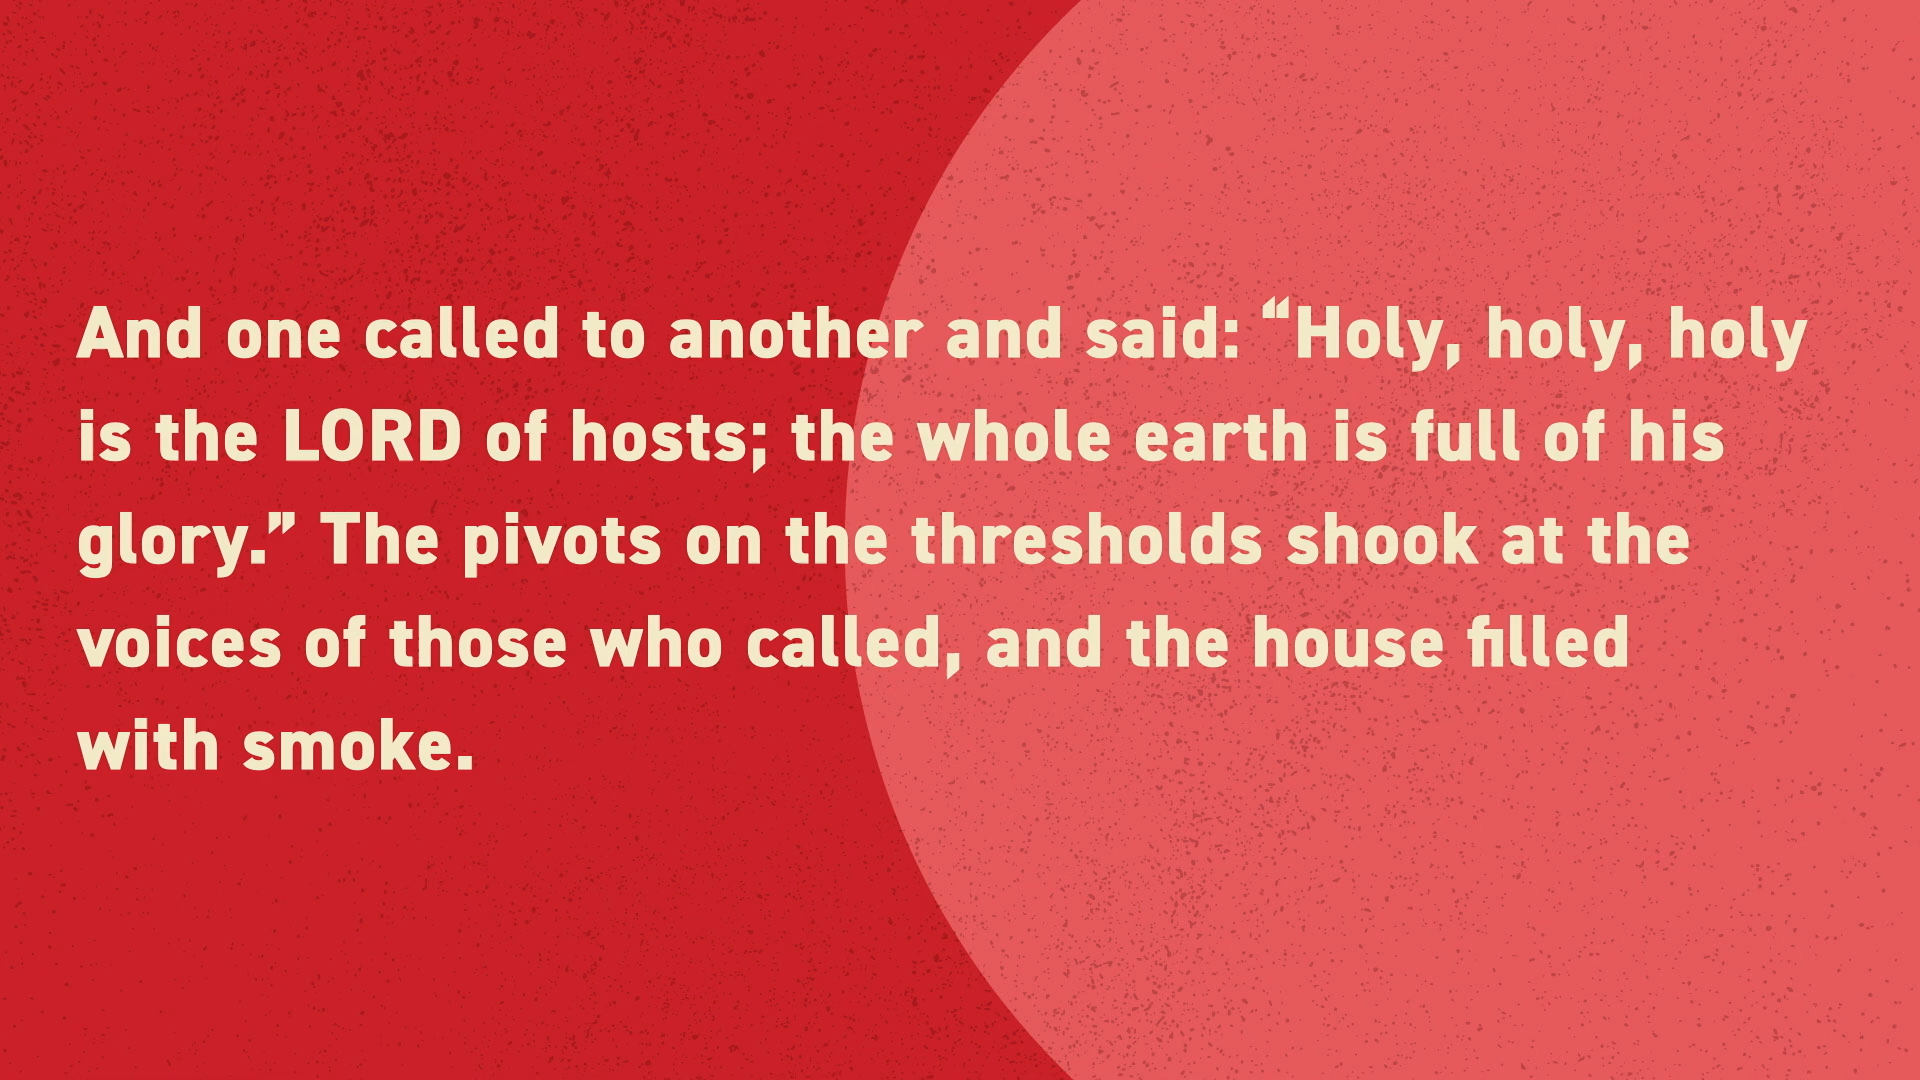 And one called to another and said: “Holy, holy, holy
is the LORD of hosts; the whole earth is full of his
glory.” The pivots on the thresholds shook at the
voices of those who called, and the house filled
with smoke.